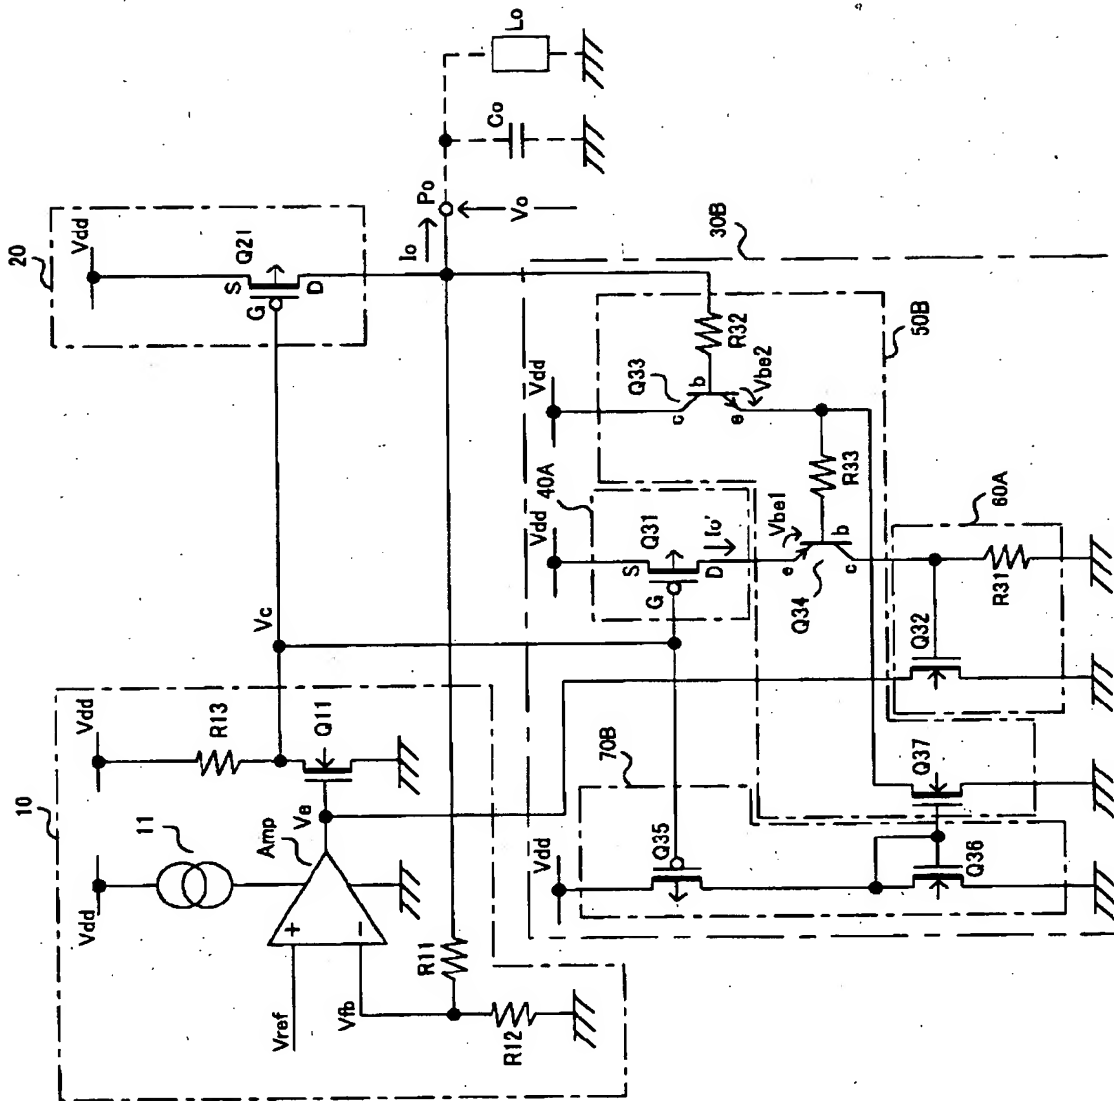 10
Vdd
11
Vdd
R13
Amp
Va
Q11
Vref
Vfb
R11
R12
Vc
20
Vdd
S
Q21
G
D
Io
Po
Vo
Co
Lo
30B
Vdd
Q33
c
b
e
Vbe2
R32
50B
40A
Vdd
S
Q31
G
D
Io'
Vbe1
R33
e
b
c
Q34
60A
Q32
R31
70B
Vdd
Q35
Q36
Q37